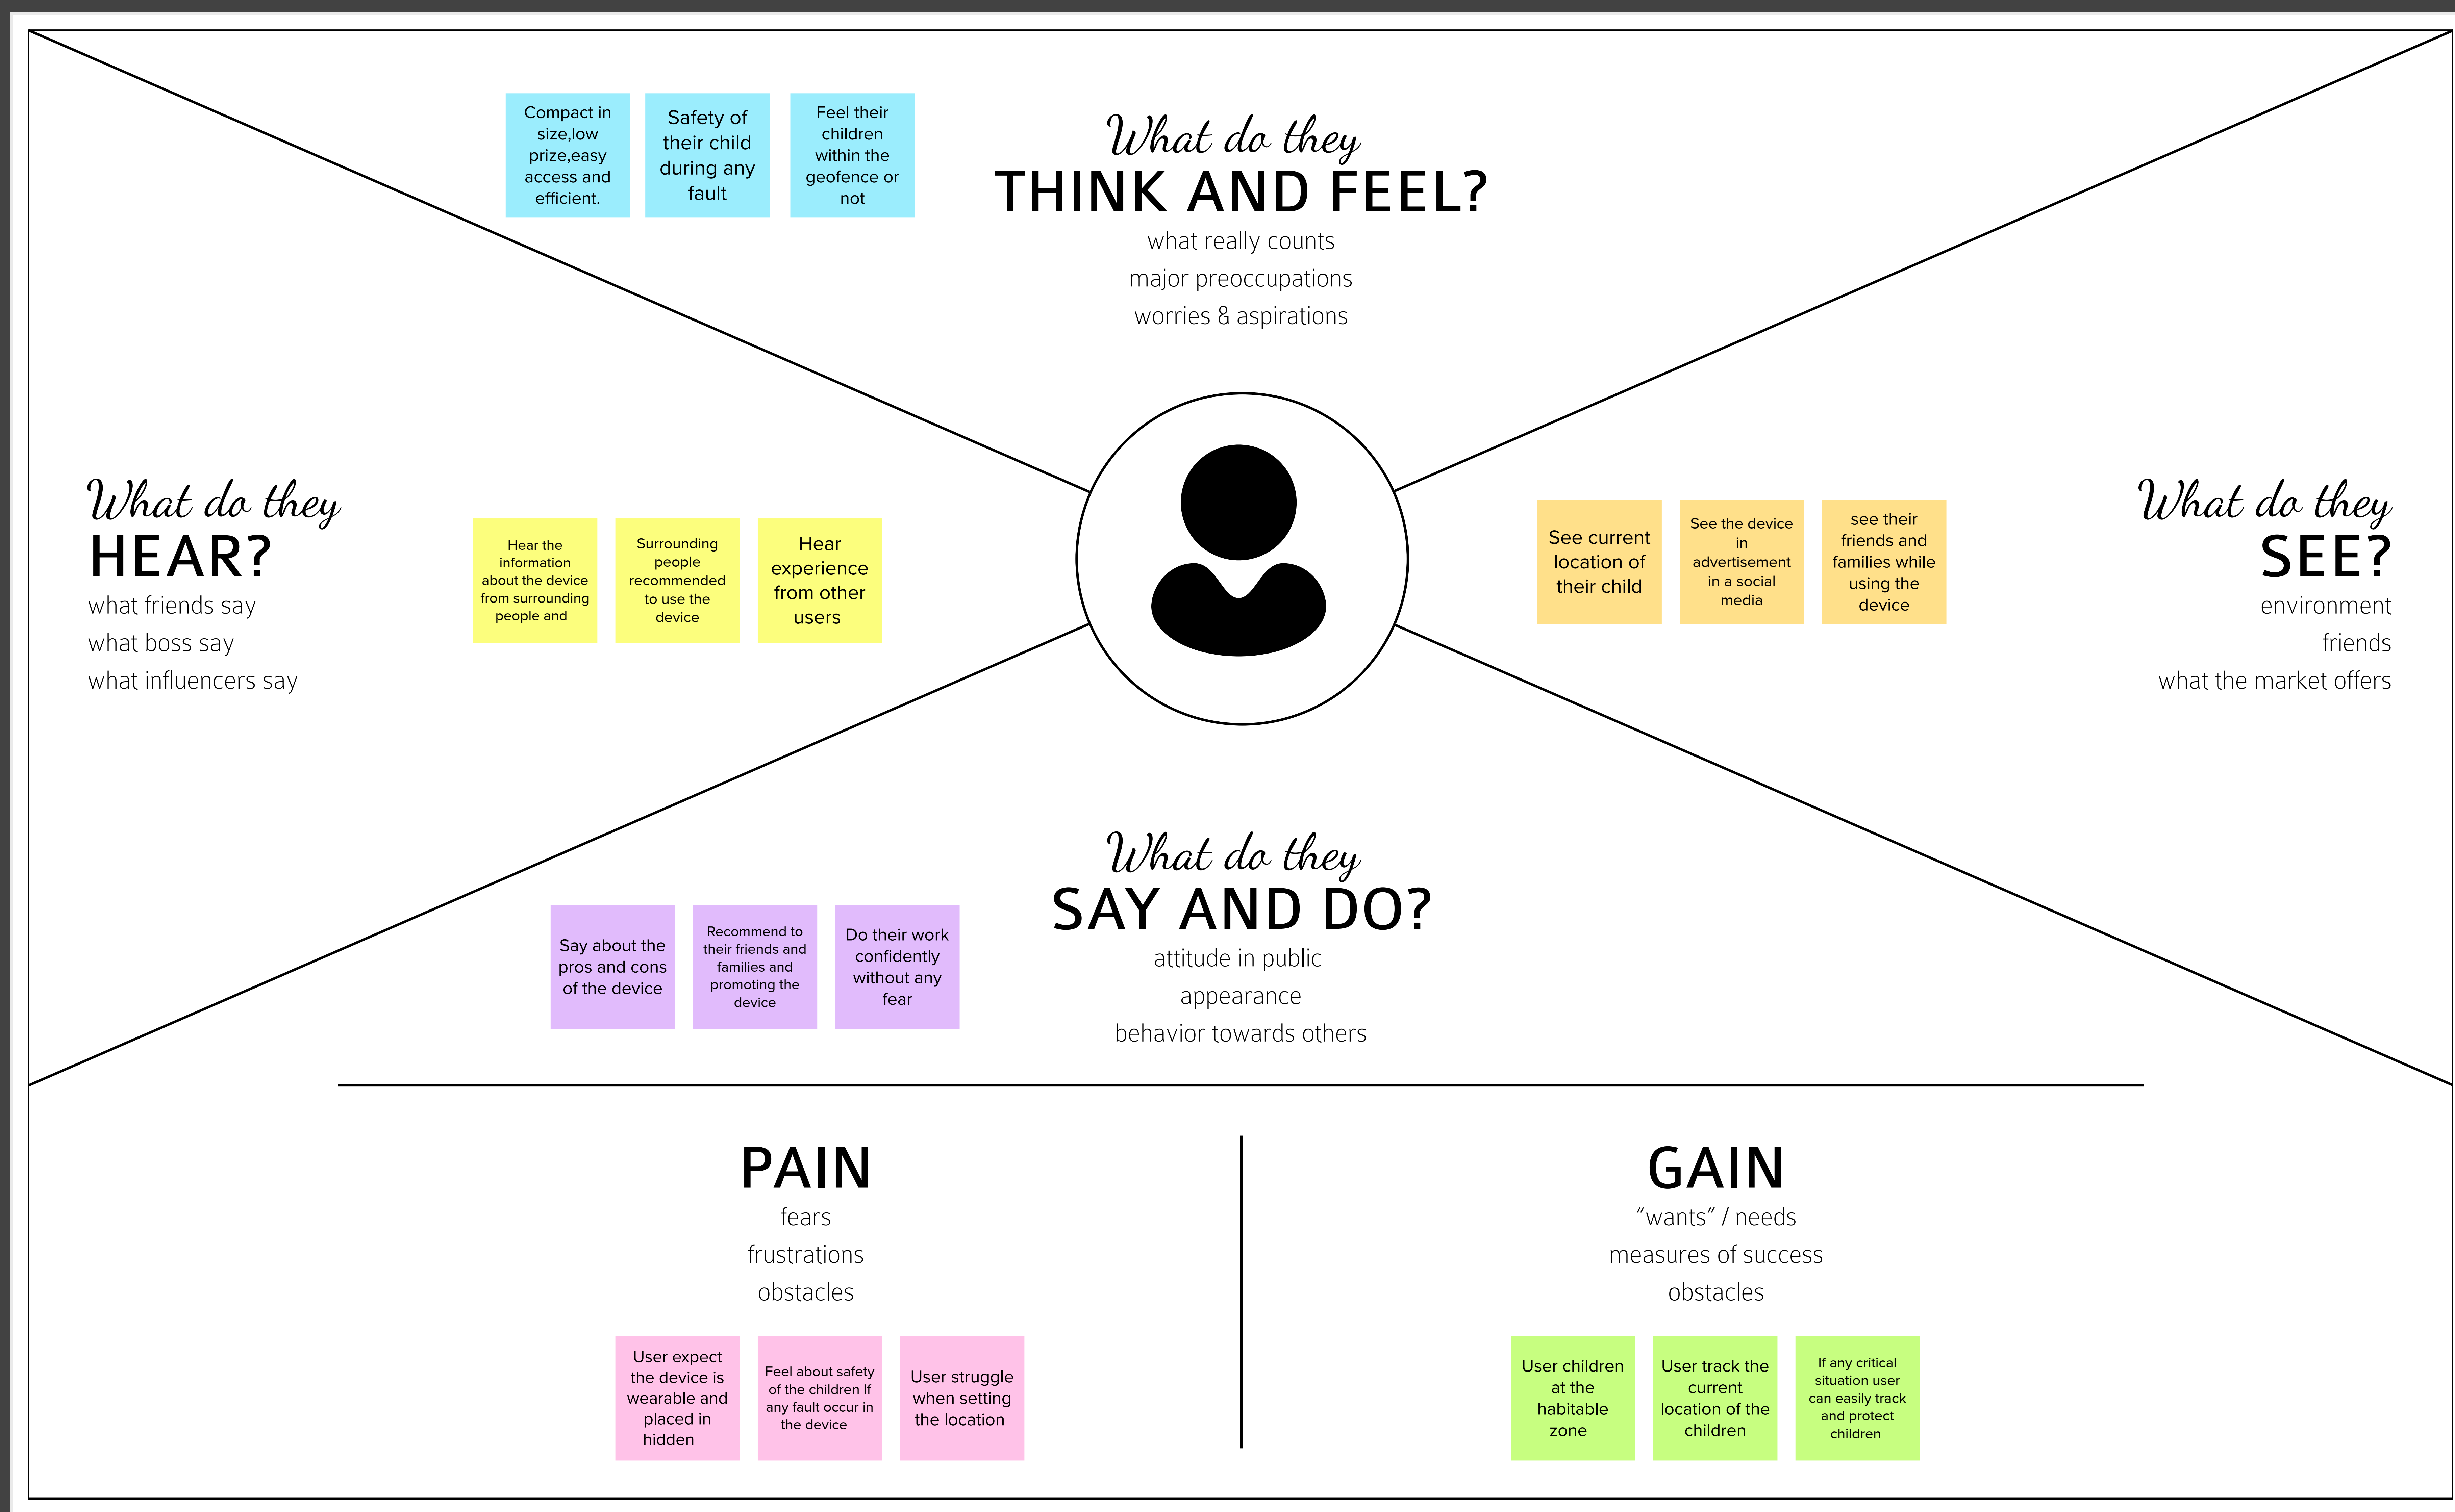 Compact in
size,low
prize,easy
access and
efficient.
Safety of
their child
during any
fault
Feel their
children
within the
geofence or
not
What do they
THINK AND FEEL?
what really counts
major preoccupations
worries & aspirations
What do they
HEAR?
what friends say
what boss say
what influencers say
Hear the
information
about the device
from surrounding
people and
Surrounding
people
recommended
to use the
device
Hear
experience
from other
users
See current
location of
their child
See the device
in
advertisement
in a social
media
see their
friends and
families while
using the
device
What do they
SEE?
environment
friends
what the market offers
What do they
SAY AND DO?
attitude in public
appearance
behavior towards others
Say about the
pros and cons
of the device
Recommend to
their friends and
families and
promoting the
device
Do their work
confidently
without any
fear
PAIN
fears
frustrations
obstacles
User expect
the device is
wearable and
placed in
hidden
Feel about safety
of the children If
any fault occur in
the device
User struggle
when setting
the location
GAIN
“wants” / needs
measures of success
obstacles
User children
at the
habitable
zone
User track the
current
location of the
children
If any critical
situation user
can easily track
and protect
children